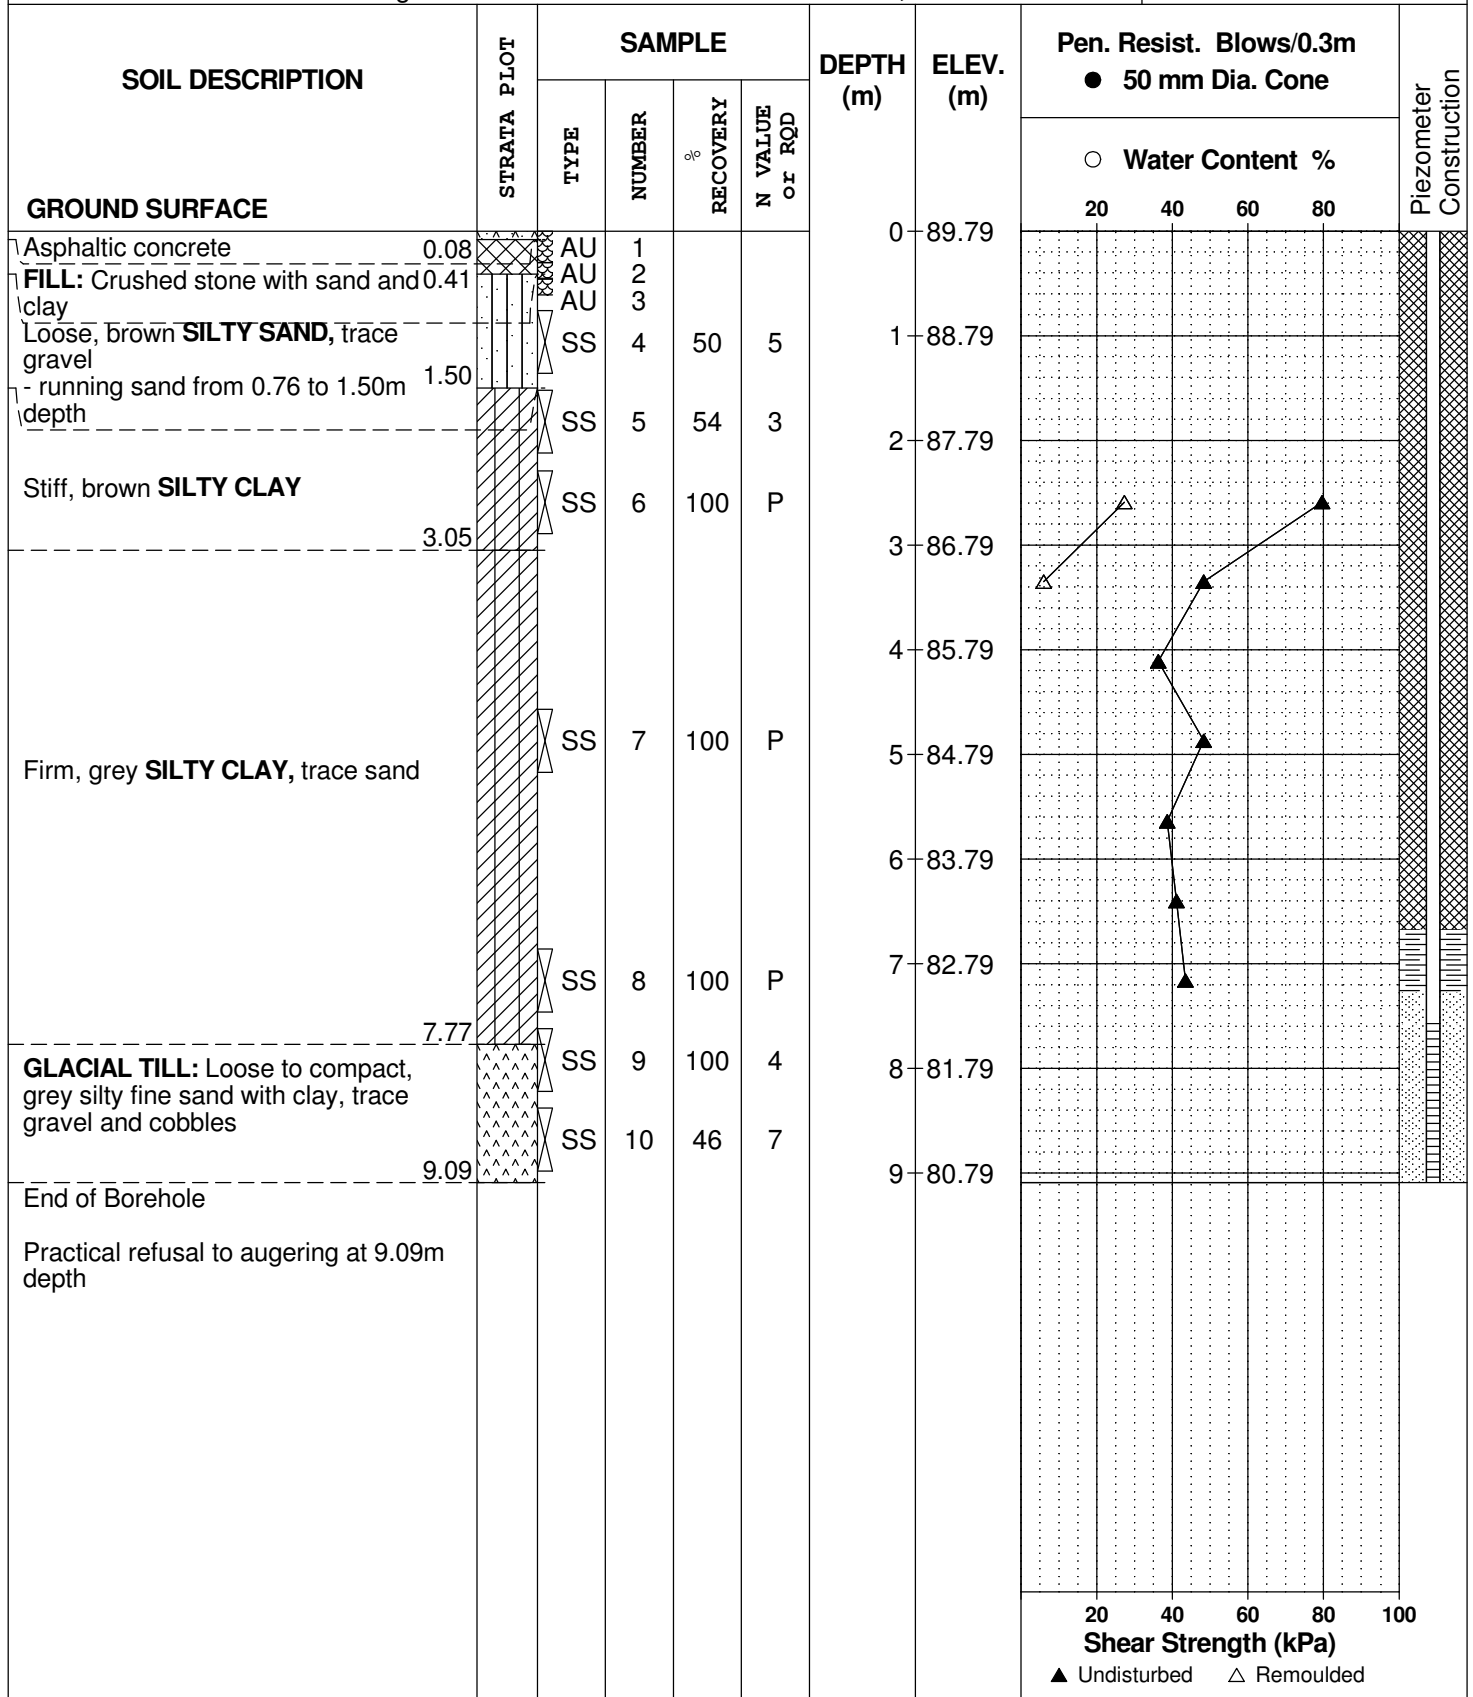 SOIL DESCRIPTION
GROUND SURFACE
STRATA PLOT
SAMPLE
TYPE
NUMBER
% RECOVERY
N VALUE
or RQD
DEPTH
(m)
ELEV.
(m)
Pen. Resist. Blows/0.3m
● 50 mm Dia. Cone
○ Water Content %
20 40 60 80
Piezometer
Construction
Asphaltic concrete 0.08
FILL: Crushed stone with sand and 0.41
clay
Loose, brown SILTY SAND, trace
gravel
1.50
- running sand from 0.76 to 1.50m
depth
Stiff, brown SILTY CLAY
3.05
Firm, grey SILTY CLAY, trace sand
7.77
GLACIAL TILL: Loose to compact,
grey silty fine sand with clay, trace
gravel and cobbles
9.09
End of Borehole
Practical refusal to augering at 9.09m
depth
AU 1
AU 2
AU 3
SS 4 50 5
SS 5 54 3
SS 6 100 P
SS 7 100 P
SS 8 100 P
SS 9 100 4
SS 10 46 7
0 89.79
1 88.79
2 87.79
3 86.79
4 85.79
5 84.79
6 83.79
7 82.79
8 81.79
9 80.79
20 40 60 80 100
Shear Strength (kPa)
▲ Undisturbed △ Remoulded